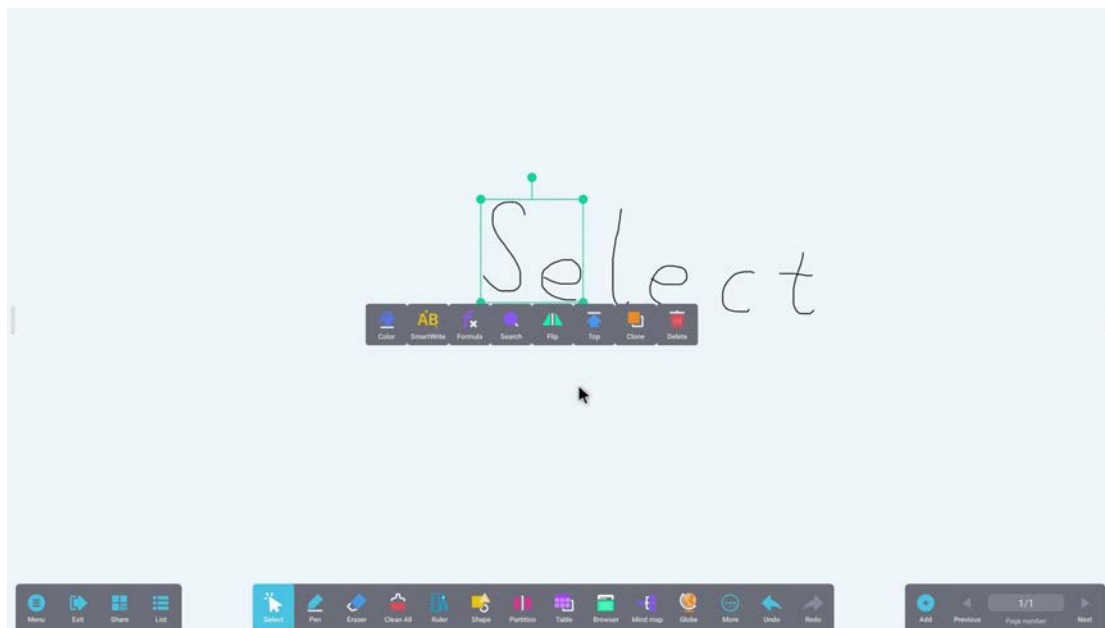 Select
Color SmartWrite Formula Search Flip Top Clone Delete
Menu Exit Share List Select Pen Eraser Clean All Ruler Shape Partition Table Browser Mind map Globe More Undo Redo Add Previous 1/1 Page number Next